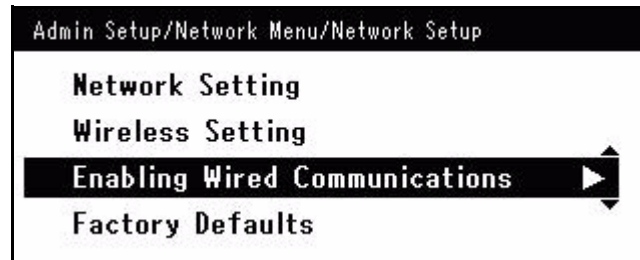 Admin Setup/Network Menu/Network Setup
Network Setting
Wireless Setting
Enabling Wired Communications
Factory Defaults